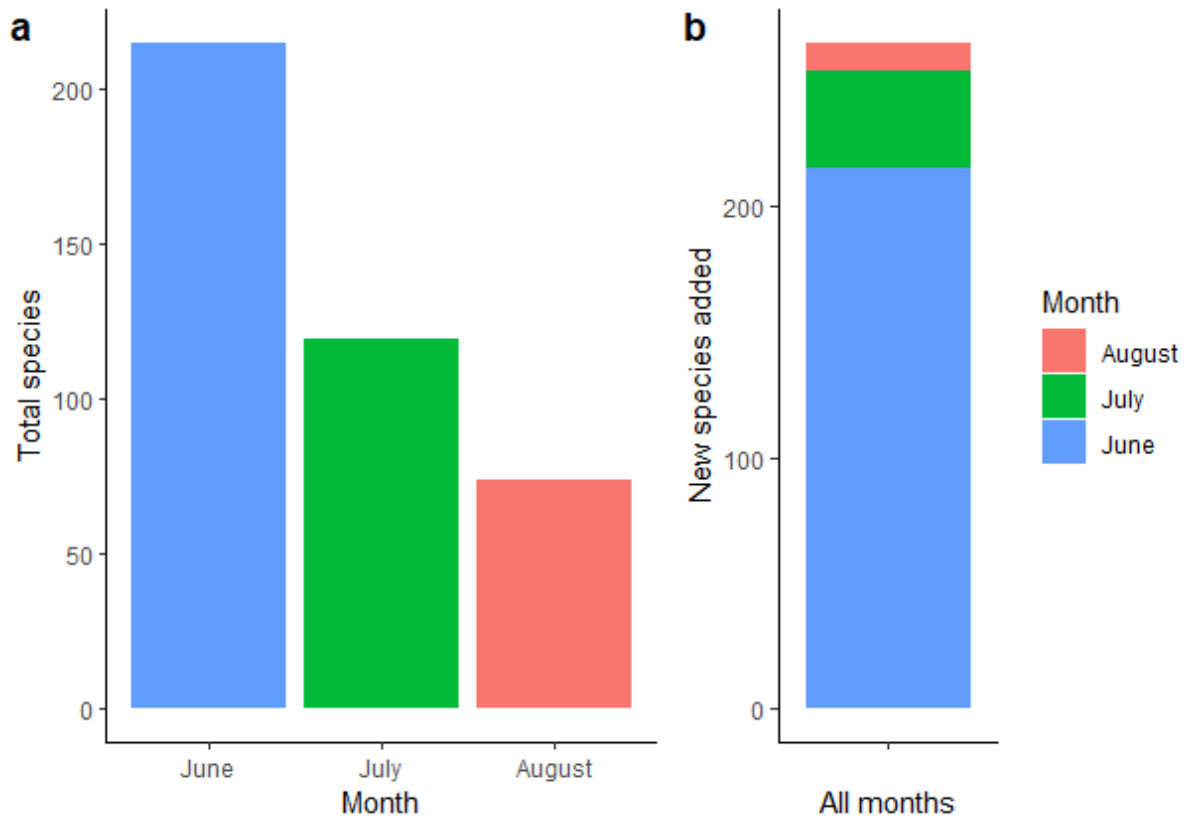 a
Total species
200
150
100
50
0
June
July
August
Month
b
New species added
200
100
0
All months
Month
August
July
June